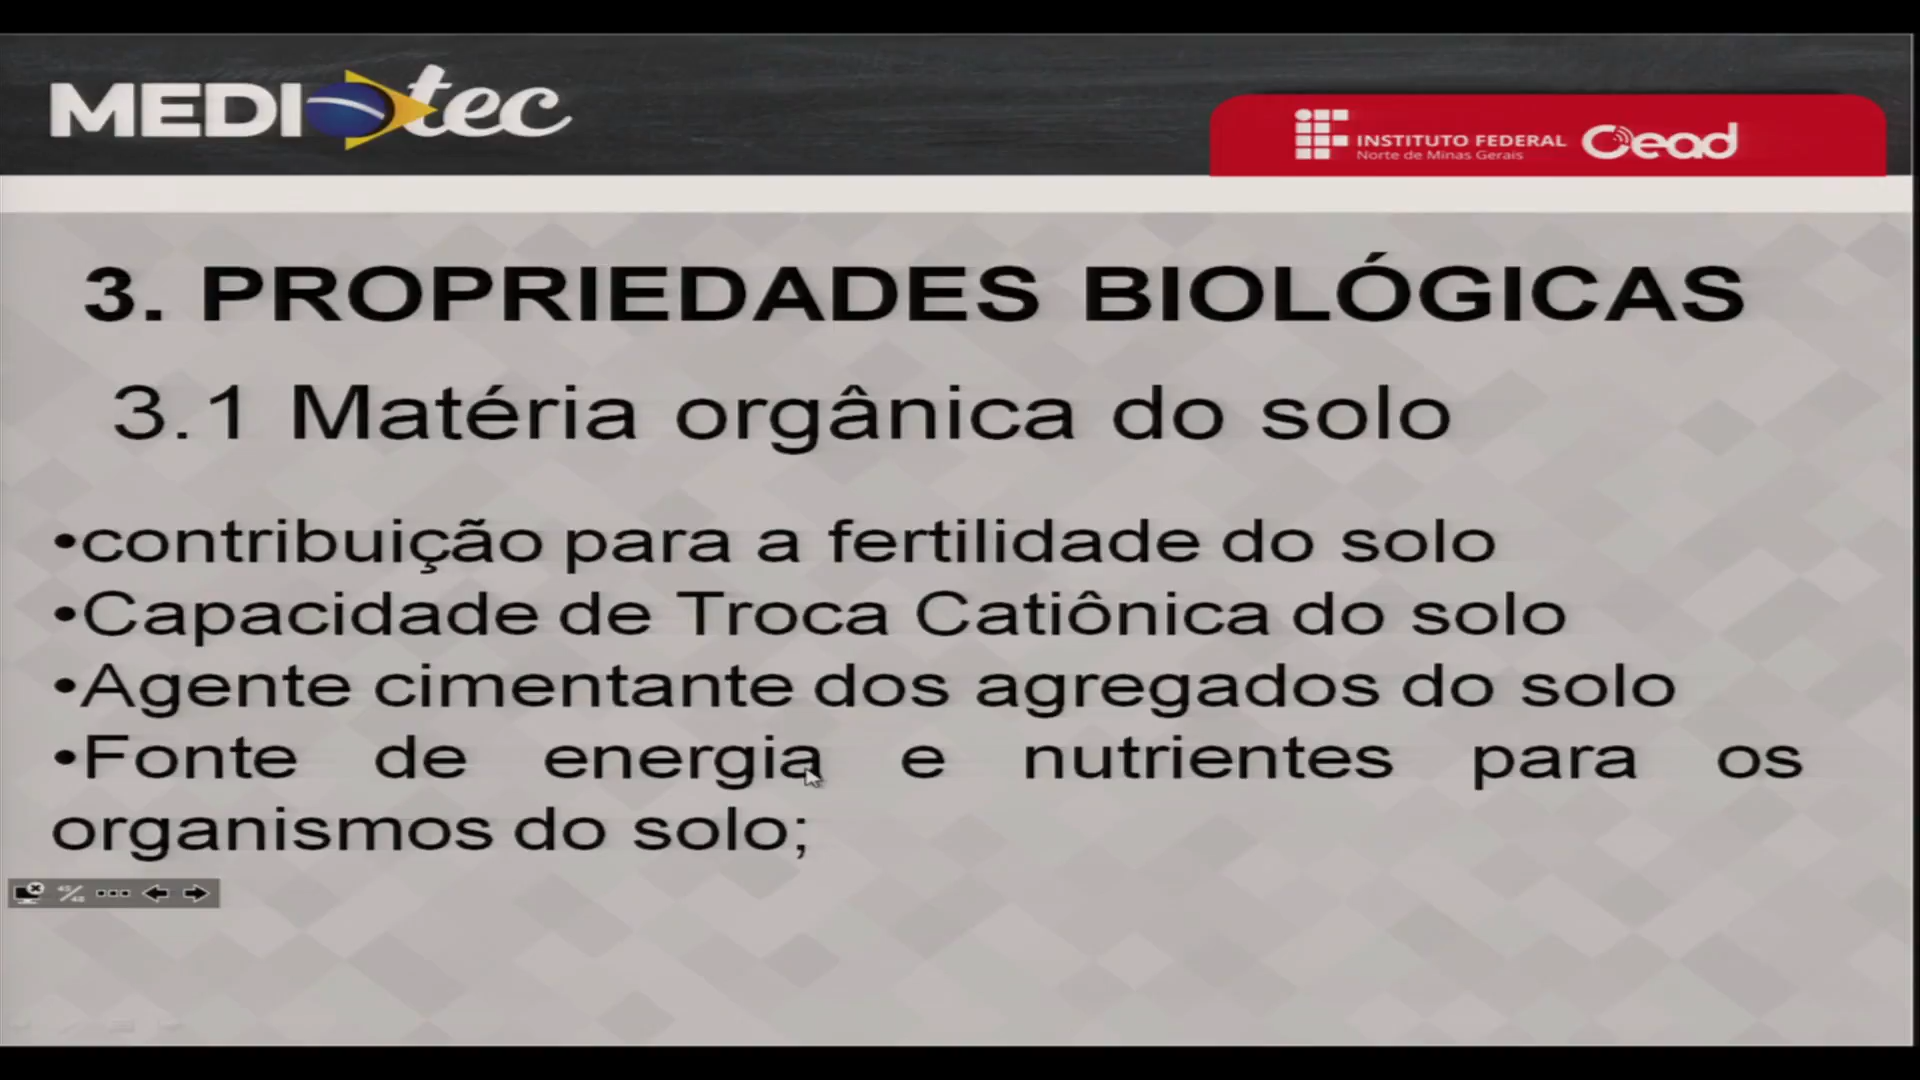 MEDIOtec
INSTITUTO FEDERAL
Norte de Minas Gerais
Cead
3. PROPRIEDADES BIOLÓGICAS
3.1 Matéria orgânica do solo
•contribuição para a fertilidade do solo
•Capacidade de Troca Catiônica do solo
•Agente cimentante dos agregados do solo
•Fonte de energia e nutrientes para os
organismos do solo;